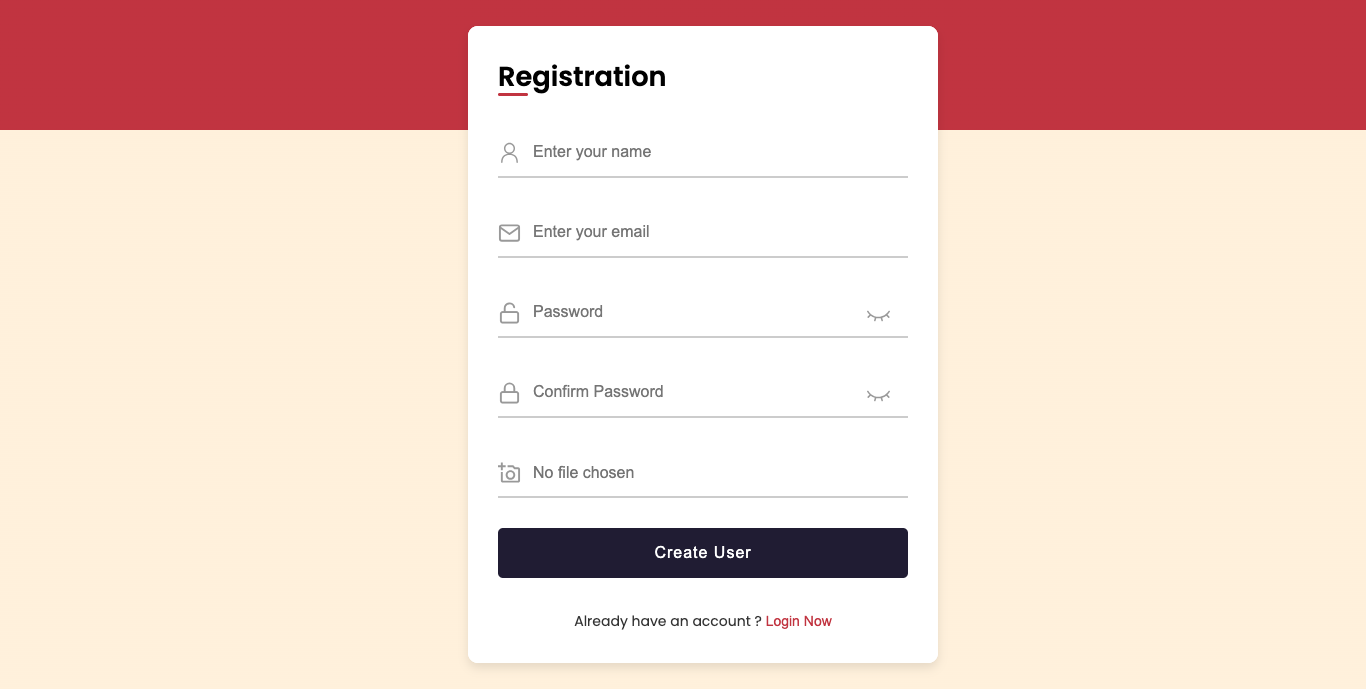 Registration
Enter your name
Enter your email
Password
Confirm Password
No file chosen
Create User
Already have an account ? Login Now